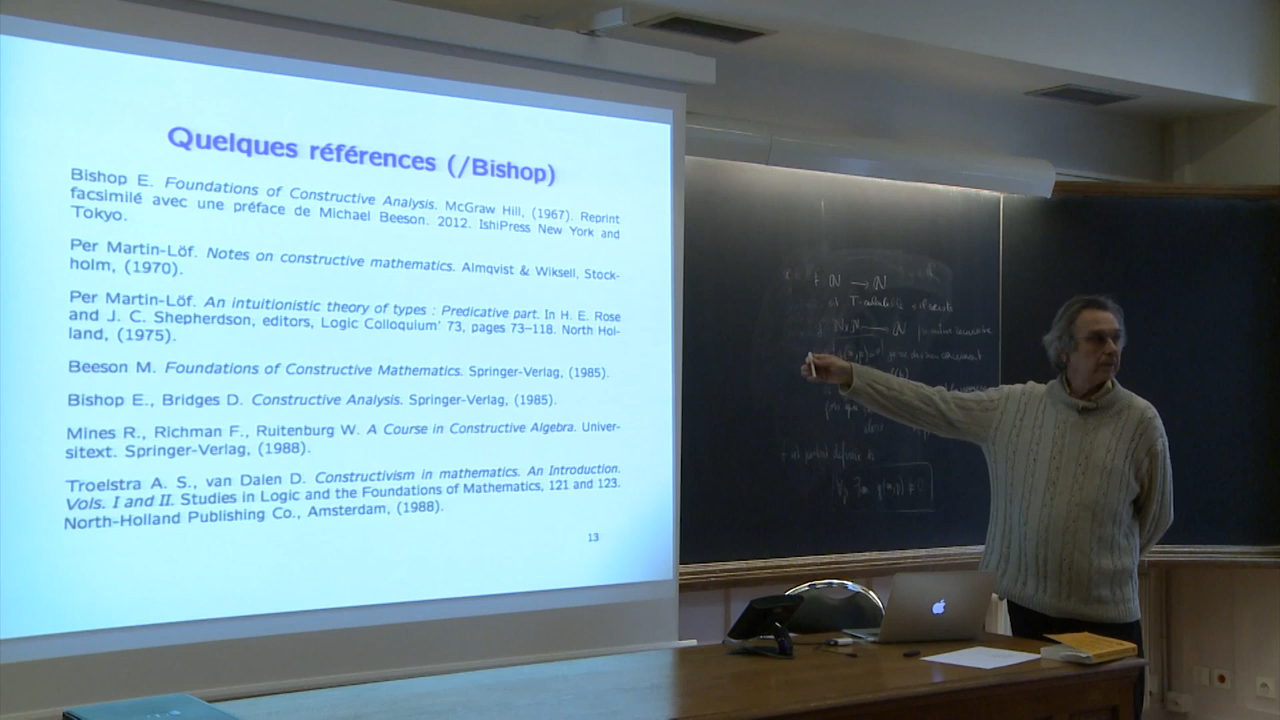 Quelques références (/Bishop)
Bishop E. Foundations of Constructive Analysis. McGraw Hill, (1967). Reprint
facsimilé avec une préface de Michael Beeson. 2012. IshiPress New York and
Tokyo.
Per Martin-Löf. Notes on constructive mathematics. Almqvist & Wiksell, Stock-
holm, (1970).
Per Martin-Löf. An intuitionistic theory of types : Predicative part. In H. E. Rose
and J. C. Shepherdson, editors, Logic Colloquium' 73, pages 73–118. North Hol-
land, (1975).
Beeson M. Foundations of Constructive Mathematics. Springer-Verlag, (1985).
Bishop E., Bridges D. Constructive Analysis. Springer-Verlag, (1985).
Mines R., Richman F., Ruitenburg W. A Course in Constructive Algebra. Univer-
sitext. Springer-Verlag, (1988).
Troelstra A. S., van Dalen D. Constructivism in mathematics. An Introduction.
Vols. I and II. Studies in Logic and the Foundations of Mathematics, 121 and 123.
North-Holland Publishing Co., Amsterdam, (1988).
13
ℕ → ℕ